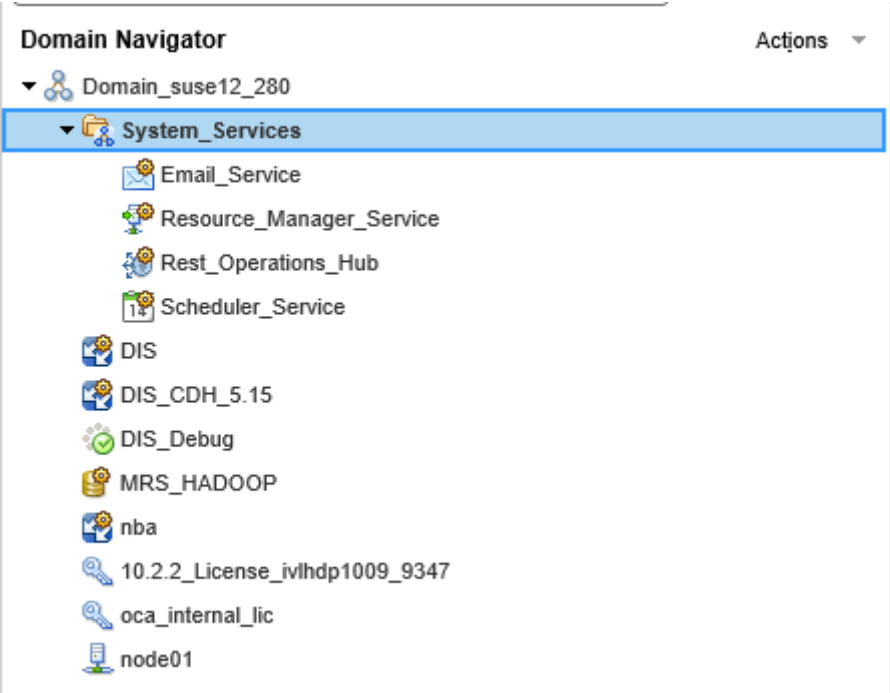 Domain Navigator Actions
Domain_suse12_280
System_Services
Email_Service
Resource_Manager_Service
Rest_Operations_Hub
14
Scheduler_Service
DIS
DIS_CDH_5.15
DIS_Debug
MRS_HADOOP
nba
10.2.2_License_ivlhdp1009_9347
oca_internal_lic
node01